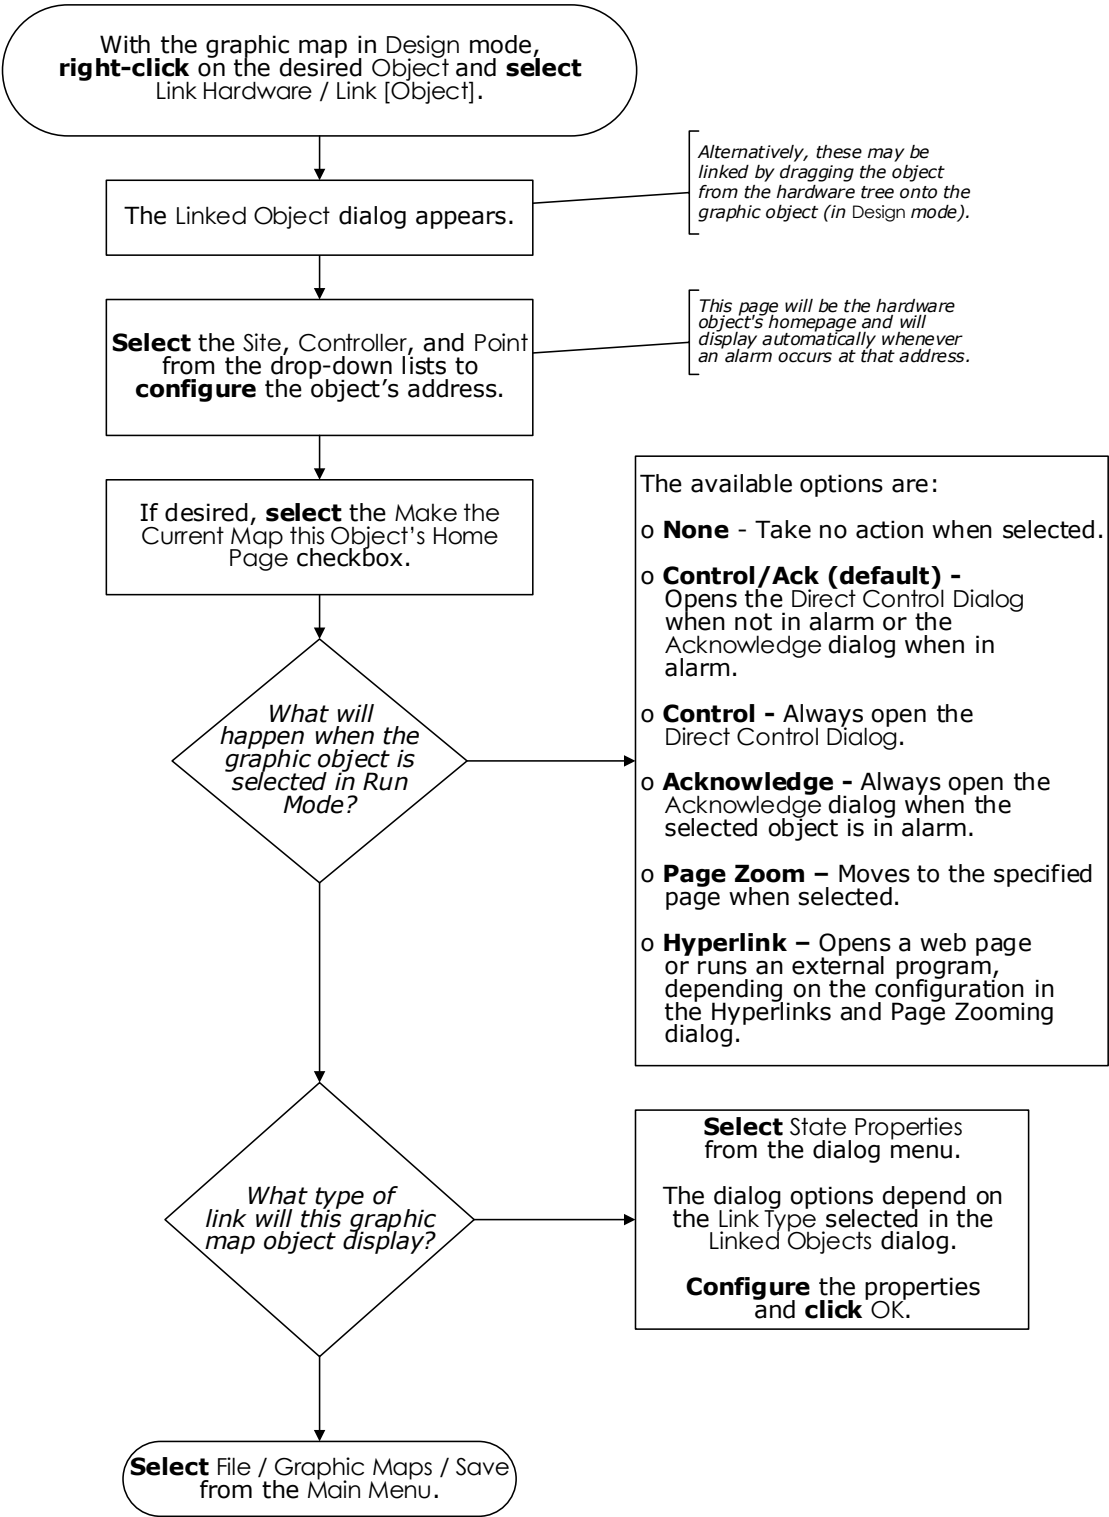 With the graphic map in Design mode,
right-click on the desired Object and select
Link Hardware / Link [Object].
The Linked Object dialog appears.
Alternatively, these may be
linked by dragging the object
from the hardware tree onto the
graphic object (in Design mode).
Select the Site, Controller, and Point
from the drop-down lists to
configure the object’s address.
This page will be the hardware
object's homepage and will
display automatically whenever
an alarm occurs at that address.
If desired, select the Make the
Current Map this Object’s Home
Page checkbox.
What will
happen when the
graphic object is
selected in Run
Mode?
The available options are:
o None - Take no action when selected.
o Control/Ack (default) -
Opens the Direct Control Dialog
when not in alarm or the
Acknowledge dialog when in
alarm.
o Control - Always open the
Direct Control Dialog.
o Acknowledge - Always open the
Acknowledge dialog when the
selected object is in alarm.
o Page Zoom – Moves to the specified
page when selected.
o Hyperlink – Opens a web page
or runs an external program,
depending on the configuration in
the Hyperlinks and Page Zooming
dialog.
What type of
link will this graphic
map object display?
Select State Properties
from the dialog menu.
The dialog options depend on
the Link Type selected in the
Linked Objects dialog.
Configure the properties
and click OK.
Select File / Graphic Maps / Save
from the Main Menu.